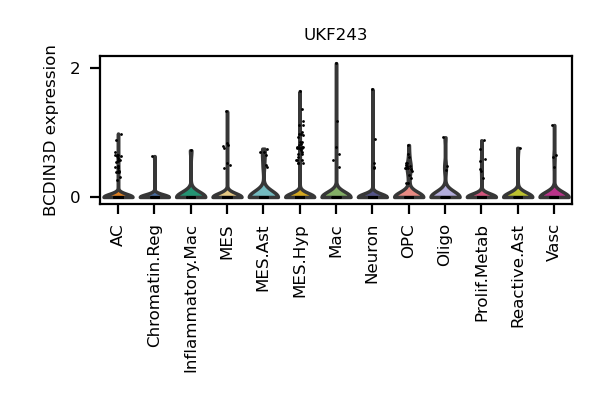 UKF243
BCDIN3D expression
2
0
AC
Chromatin.Reg
Inflammatory.Mac
MES
MES.Ast
MES.Hyp
Mac
Neuron
OPC
Oligo
Prolif.Metab
Reactive.Ast
Vasc